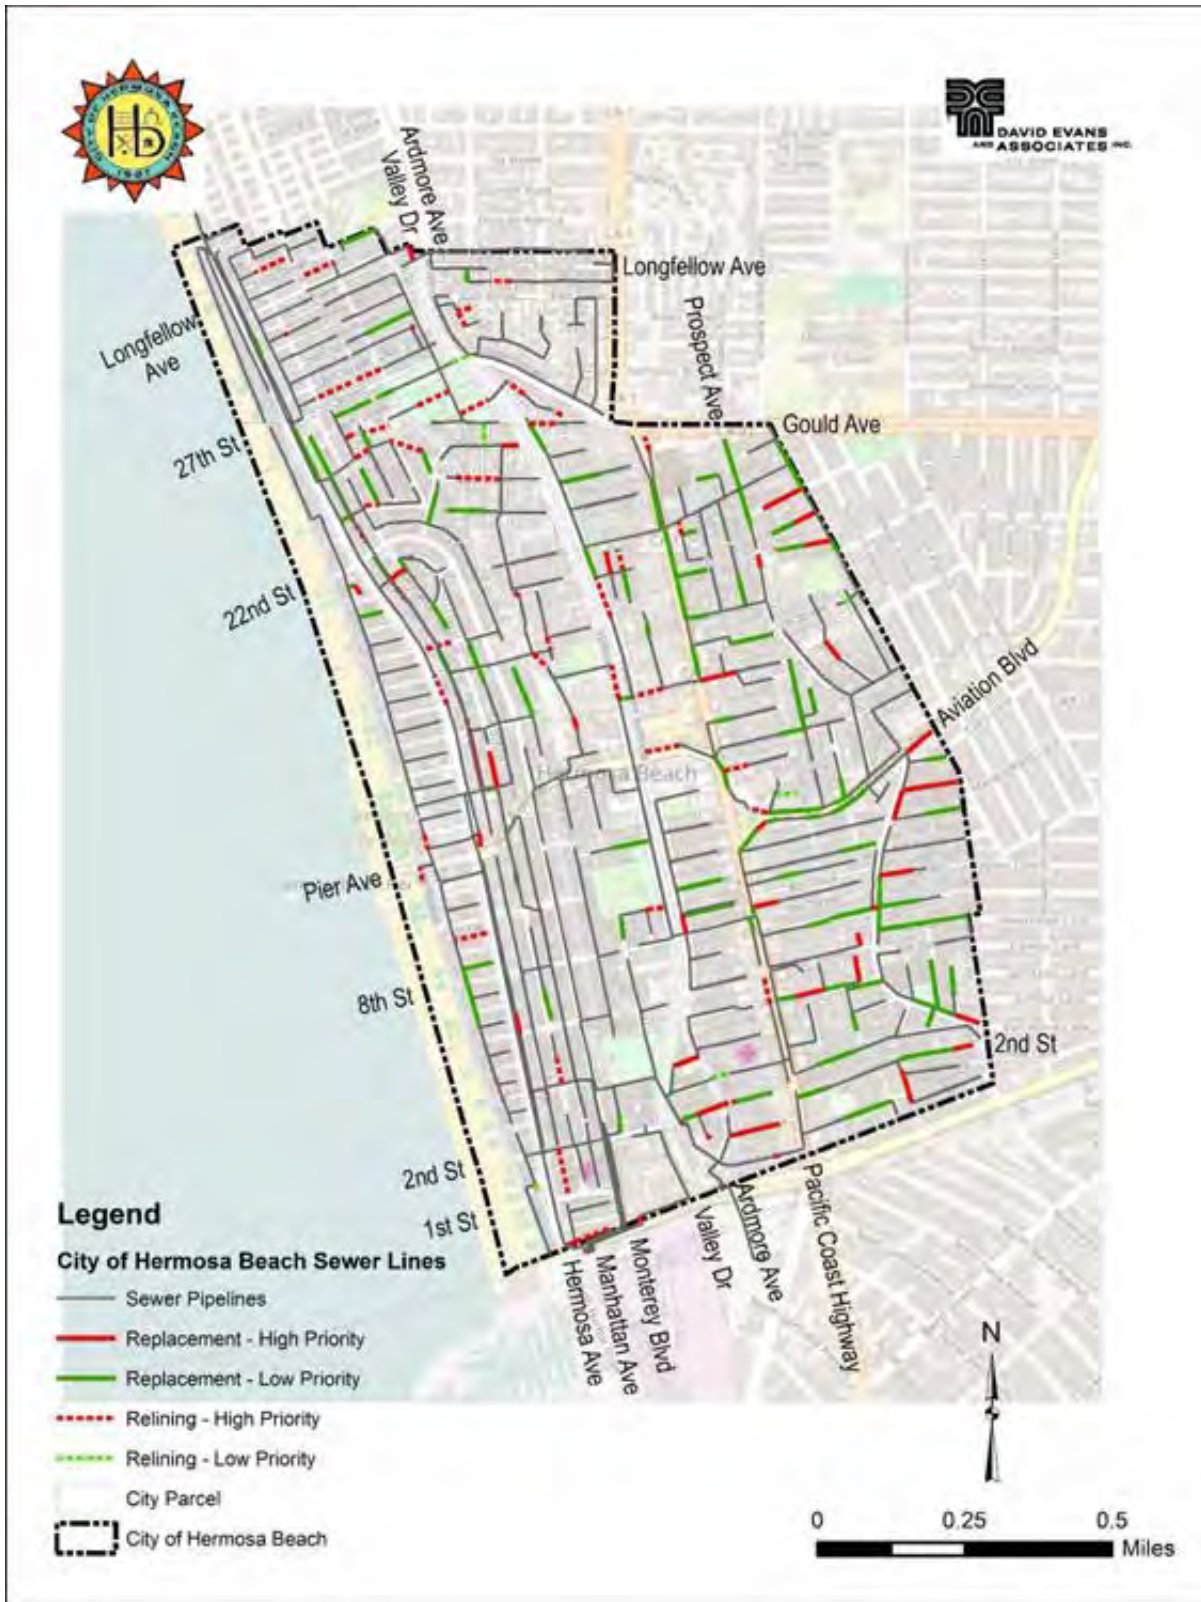 DAVID EVANS
AND ASSOCIATES INC.
Ardmore Ave
Valley Dr
Longfellow Ave
Prospect Ave
Longfellow
Ave
Gould Ave
27th St
22nd St
Aviation Blvd
Hermosa Beach
Pier Ave
8th St
2nd St
2nd St
1st St
Hermosa Ave
Manhattan Ave
Monterey Blvd
Valley Dr
Ardmore Ave
Pacific Coast Highway
Legend
City of Hermosa Beach Sewer Lines
Sewer Pipelines
Replacement - High Priority
Replacement - Low Priority
Relining - High Priority
Relining - Low Priority
City Parcel
City of Hermosa Beach
N
0 0.25 0.5
Miles